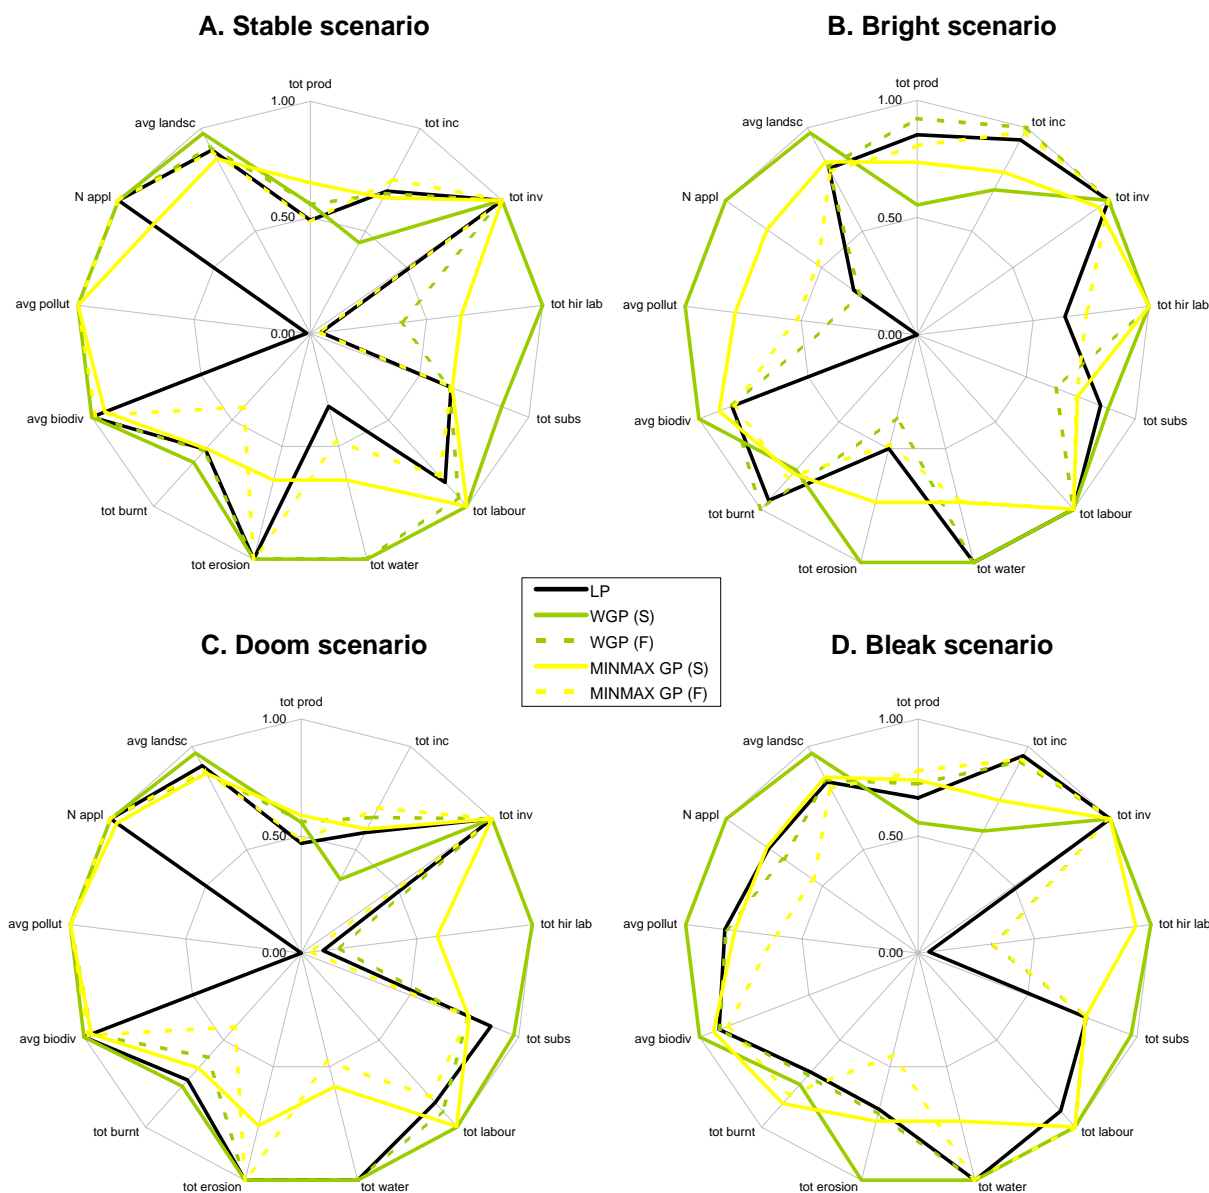 A. Stable scenario
tot prod
1.00
tot inc
avg landsc
tot inv
N appl
0.50
avg pollut
tot hir lab
0.00
avg biodiv
tot subs
tot burnt
tot labour
tot erosion
tot water
B. Bright scenario
tot prod
1.00
tot inc
avg landsc
tot inv
N appl
0.50
avg pollut
tot hir lab
0.00
avg biodiv
tot subs
tot burnt
tot labour
tot erosion
tot water
LP
WGP (S)
WGP (F)
MINMAX GP (S)
MINMAX GP (F)
C. Doom scenario
tot prod
1.00
tot inc
avg landsc
tot inv
N appl
0.50
avg pollut
tot hir lab
0.00
avg biodiv
tot subs
tot burnt
tot labour
tot erosion
tot water
D. Bleak scenario
tot prod
1.00
tot inc
avg landsc
tot inv
N appl
0.50
avg pollut
tot hir lab
0.00
avg biodiv
tot subs
tot burnt
tot labour
tot erosion
tot water